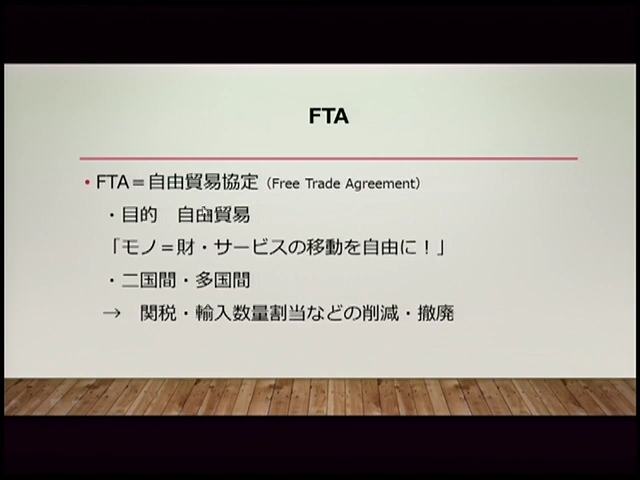 FTA
・FTA＝自由貿易協定（Free Trade Agreement）
・目的　自由貿易
「モノ＝財・サービスの移動を自由に！」
・二国間・多国間
→　関税・輸入数量割当などの削減・撤廃